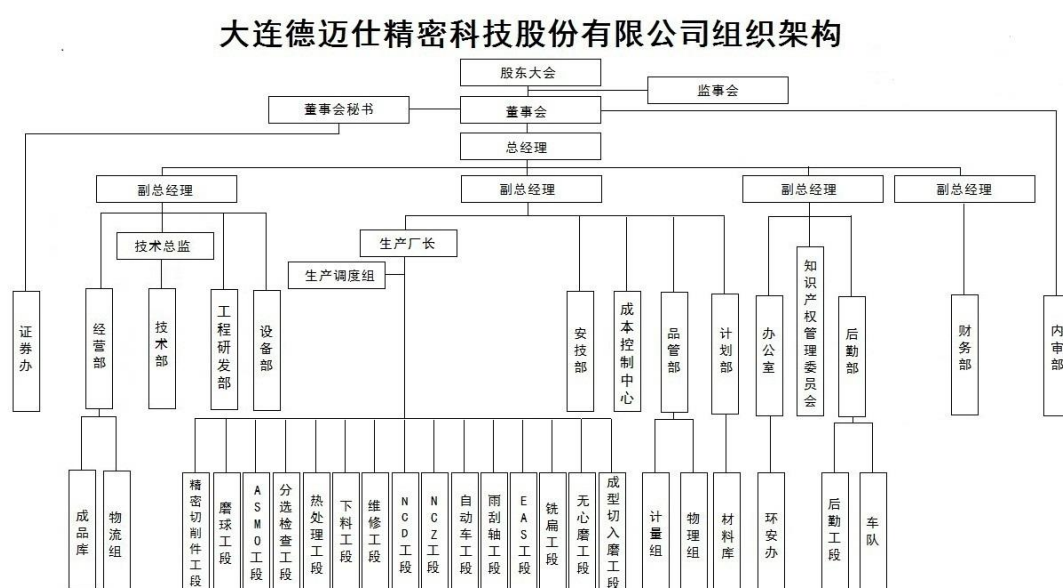 大连德迈仕精密科技股份有限公司组织架构
股东大会
监事会
董事会秘书
董事会
总经理
副总经理
副总经理
副总经理
副总经理
技术总监
生产厂长
生产调度组
证券办
经营部
技术部
工程研发部
设备部
安技部
成本控制中心
品管部
计划部
办公室
知识产权管理委员会
后勤部
财务部
内审部
成品库
物流组
精密切削件工段
磨球工段
ASMO工段
分选检查工段
热处理工段
下料工段
维修工段
NCD工段
NCZ工段
自动车工段
雨刮轴工段
EAS工段
铣扁工段
无心磨工段
成型切入磨工段
计量组
物理组
材料库
环安办
后勤工段
车队